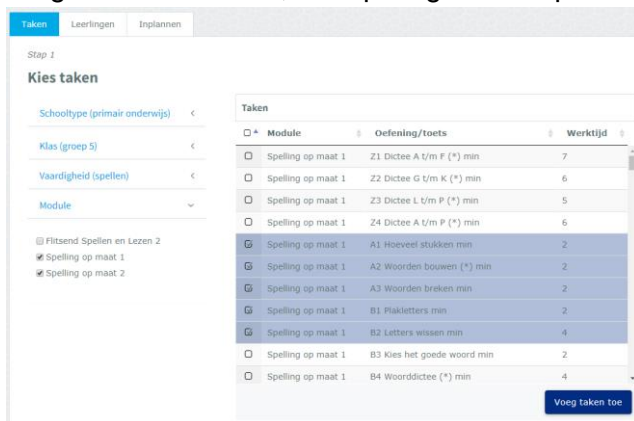 Taken Leerlingen Inplannen
Stap 1
Kies taken
Schooltype (primair onderwijs)
Klas (groep 5)
Vaardigheid (spellen)
Module
Flitsend Spellen en Lezen 2
Spelling op maat 1
Spelling op maat 2
Taken
Module Oefening/toets Werktijd
Spelling op maat 1 Z1 Dictee A t/m F (*) min 7
Spelling op maat 1 Z2 Dictee G t/m K (*) min 6
Spelling op maat 1 Z3 Dictee L t/m P (*) min 5
Spelling op maat 1 Z4 Dictee A t/m P (*) min 6
Spelling op maat 1 A1 Hoeveel stukken min 2
Spelling op maat 1 A2 Woorden bouwen (*) min 2
Spelling op maat 1 A3 Woorden breken min 2
Spelling op maat 1 B1 Plakletters min 2
Spelling op maat 1 B2 Letters wissen min 4
Spelling op maat 1 B3 Kies het goede woord min 2
Spelling op maat 1 B4 Woorddictee (*) min 4
Voeg taken toe